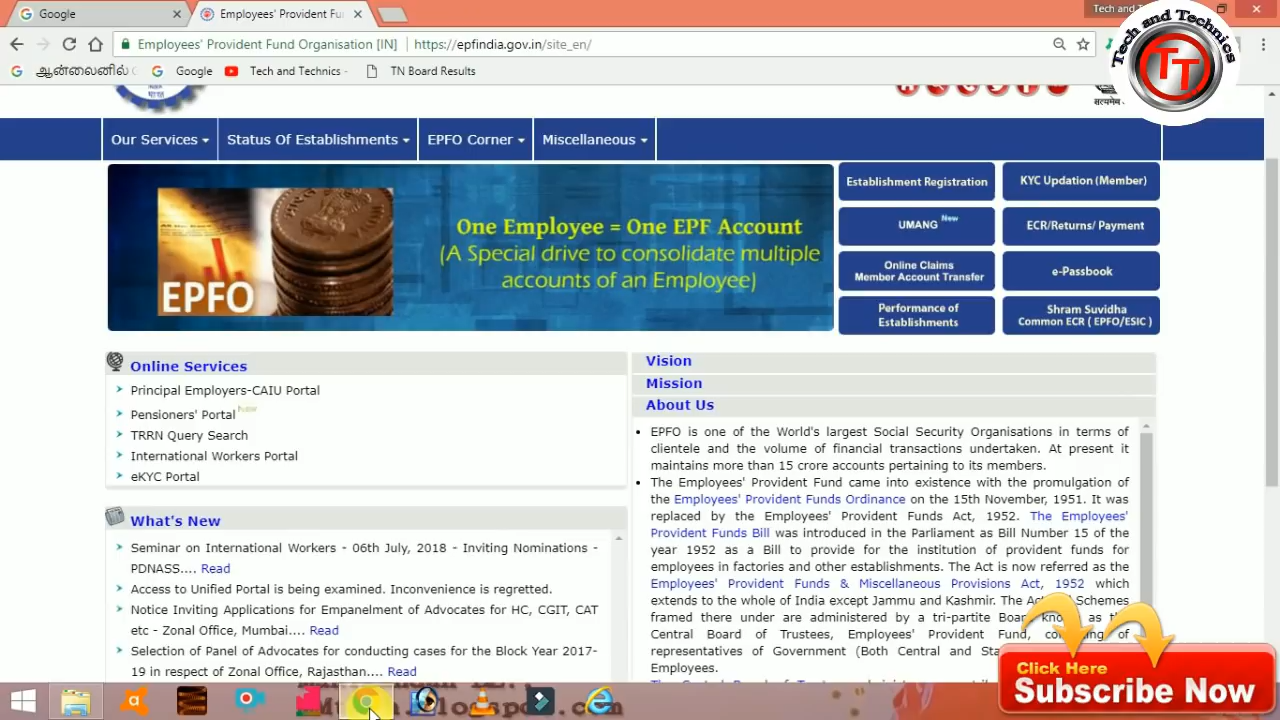 Google
Employees' Provident Fu
Tech and Te
Employees' Provident Fund Organisation [IN]
https://epfindia.gov.in/site_en/
ஆன்லைனில்
Google
Tech and Technics -
TN Board Results
Tech and Technics
TT
Our Services
Status Of Establishments
EPFO Corner
Miscellaneous
EPFO
One Employee = One EPF Account
(A Special drive to consolidate multiple
accounts of an Employee)
Establishment Registration
KYC Updation (Member)
UMANG New
ECR/Returns/ Payment
Online Claims
Member Account Transfer
e-Passbook
Performance of
Establishments
Shram Suvidha
Common ECR ( EPFO/ESIC )
Online Services
Principal Employers-CAIU Portal
Pensioners' Portal New
TRRN Query Search
International Workers Portal
eKYC Portal
What's New
Seminar on International Workers - 06th July, 2018 - Inviting Nominations -
PDNASS.... Read
Access to Unified Portal is being examined. Inconvenience is regretted.
Notice Inviting Applications for Empanelment of Advocates for HC, CGIT, CAT
etc - Zonal Office, Mumbai.... Read
Selection of Panel of Advocates for conducting cases for the Block Year 2017-
19 in respect of Zonal Office, Rajasthan.... Read
Vision
Mission
About Us
EPFO is one of the World's largest Social Security Organisations in terms of
clientele and the volume of financial transactions undertaken. At present it
maintains more than 15 crore accounts pertaining to its members.
The Employees' Provident Fund came into existence with the promulgation of
the Employees' Provident Funds Ordinance on the 15th November, 1951. It was
replaced by the Employees' Provident Funds Act, 1952. The Employees'
Provident Funds Bill was introduced in the Parliament as Bill Number 15 of the
year 1952 as a Bill to provide for the institution of provident funds for
employees in factories and other establishments. The Act is now referred as the
Employees' Provident Funds & Miscellaneous Provisions Act, 1952 which
extends to the whole of India except Jammu and Kashmir. The Act Schemes
framed there under are administered by a tri-partite Board
Central Board of Trustees, Employees' Provident Fund, of
representatives of Government (Both Central and
Employees.
Click Here
Subscribe Now